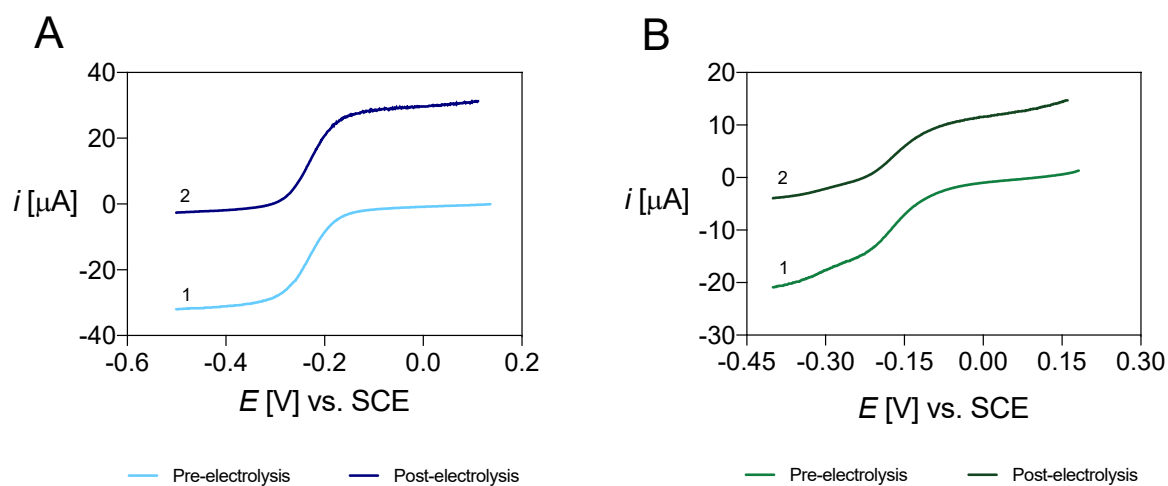 A
40
20
0
-20
-40
i [μA]
2
1
-0.6
-0.4
-0.2
0.0
0.2
E [V] vs. SCE
Pre-electrolysis
Post-electrolysis
B
20
10
0
-10
-20
-30
i [μA]
2
1
-0.45
-0.30
-0.15
0.00
0.15
0.30
E [V] vs. SCE
Pre-electrolysis
Post-electrolysis